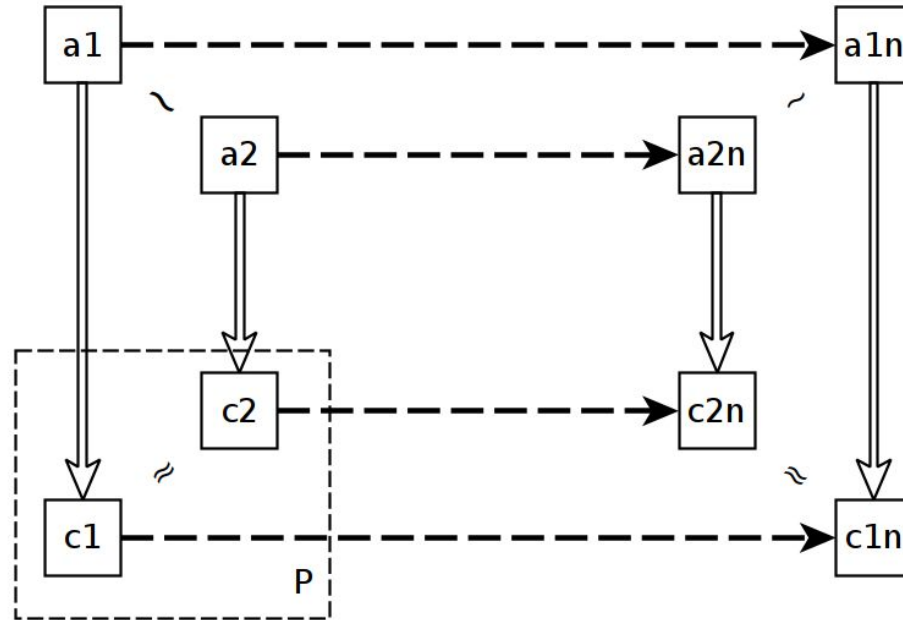 a1 a1n
~ ~
a2 a2n
c2 c2n
≈ ≈
c1 c1n
P